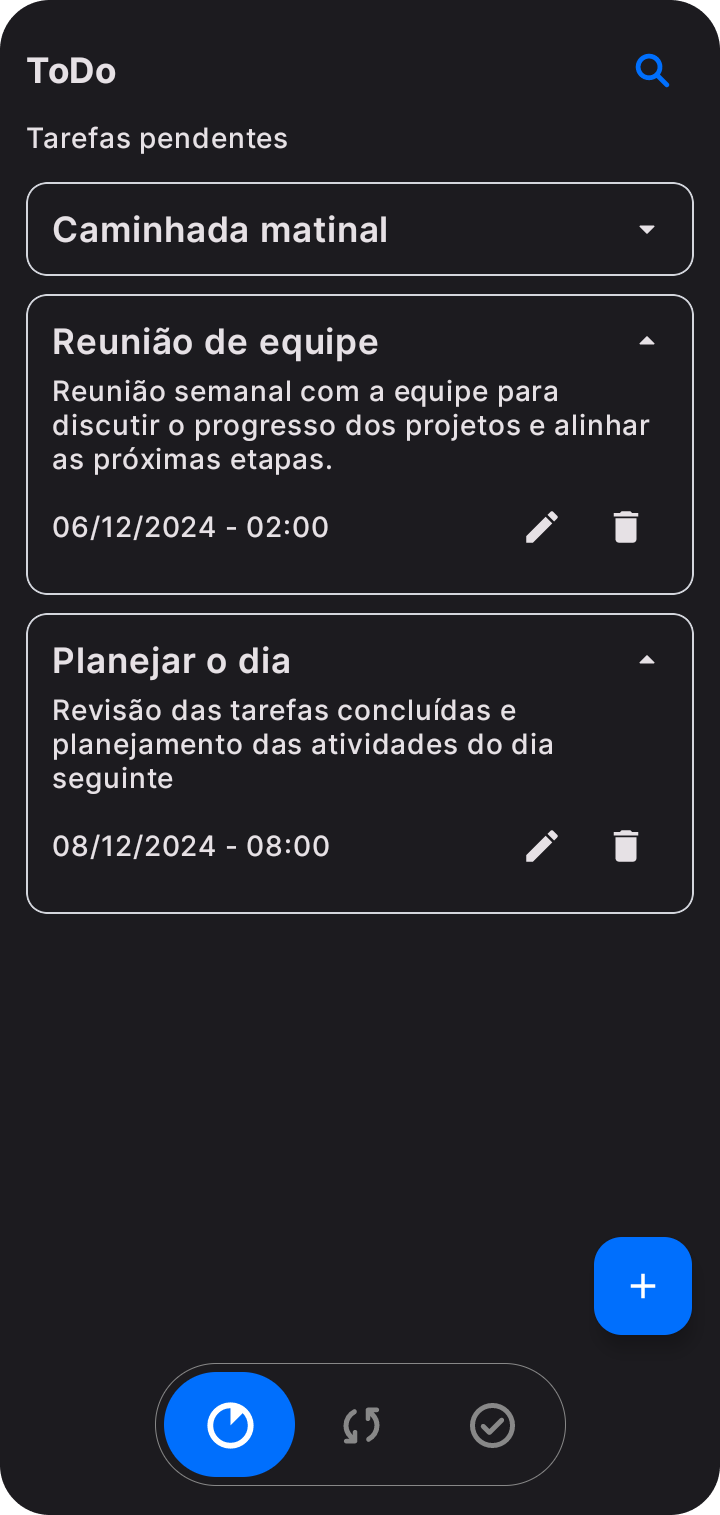 ToDo
Tarefas pendentes
Caminhada matinal
Reunião de equipe
Reunião semanal com a equipe para
discutir o progresso dos projetos e alinhar
as próximas etapas.
06/12/2024 - 02:00
Planejar o dia
Revisão das tarefas concluídas e
planejamento das atividades do dia
seguinte
08/12/2024 - 08:00